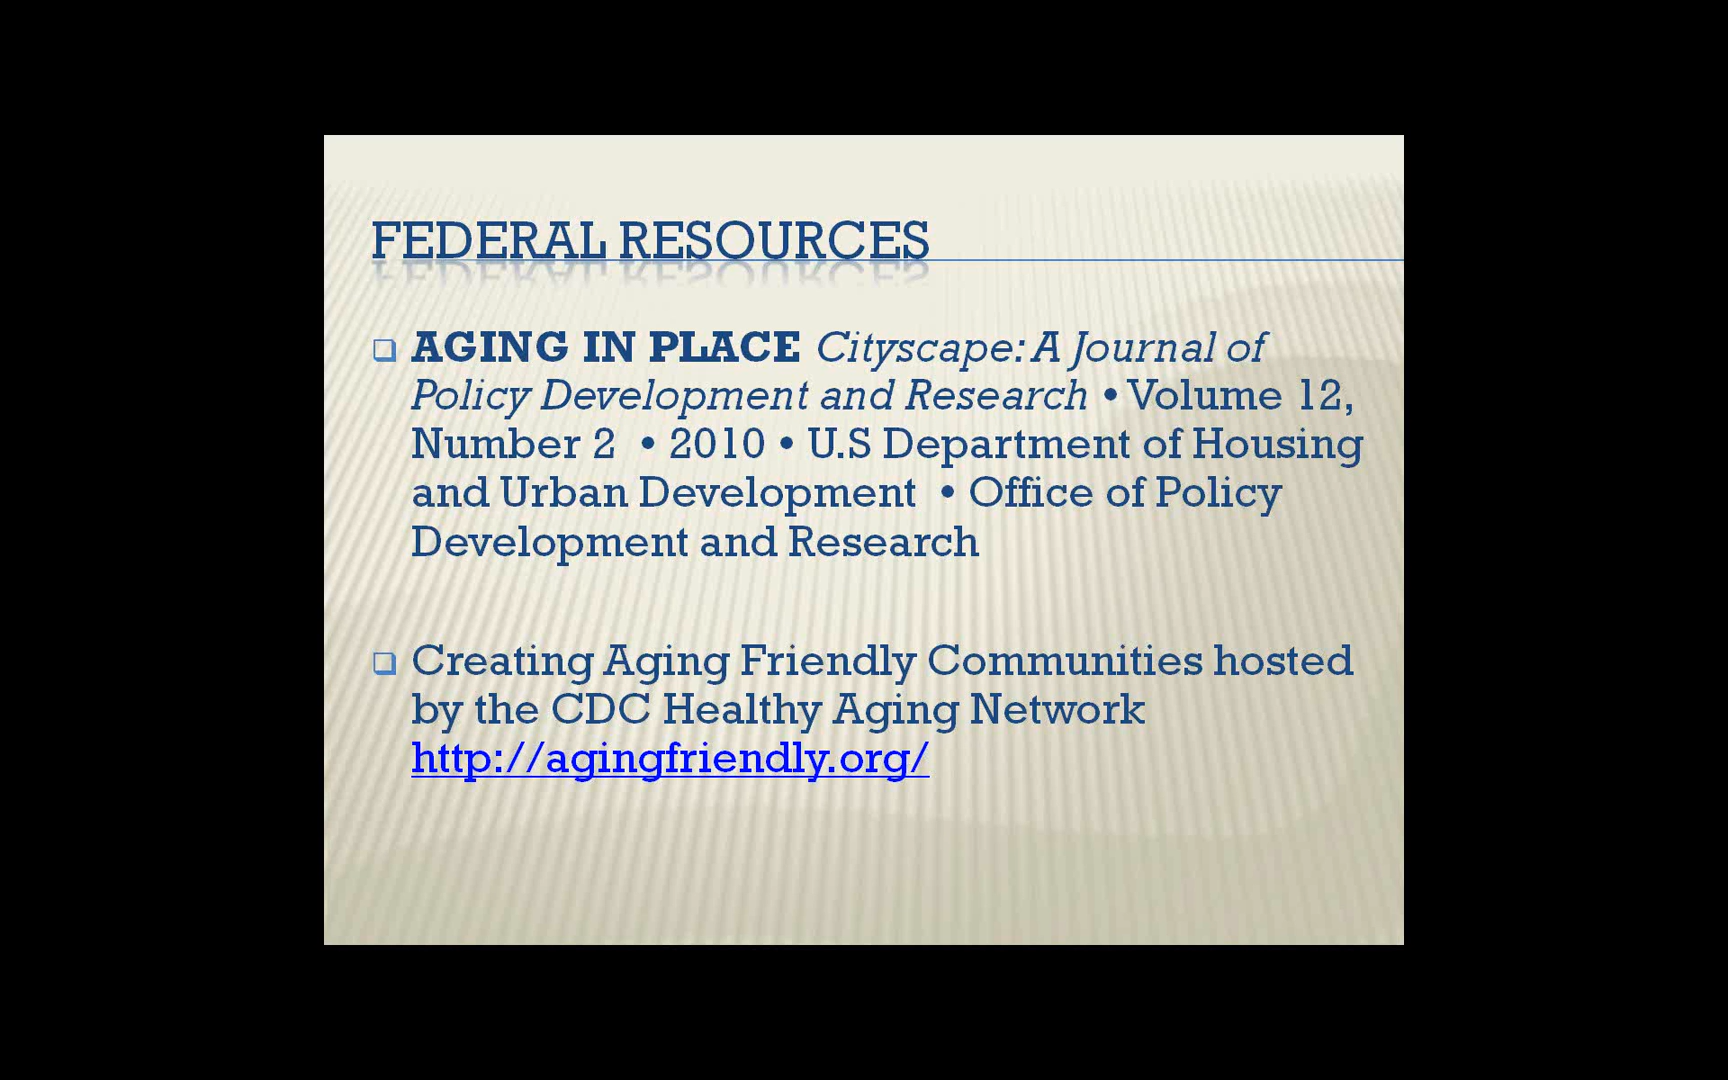 FEDERAL RESOURCES
❑ AGING IN PLACE Cityscape: A Journal of
Policy Development and Research • Volume 12,
Number 2 • 2010 • U.S Department of Housing
and Urban Development • Office of Policy
Development and Research
❑ Creating Aging Friendly Communities hosted
by the CDC Healthy Aging Network
http://agingfriendly.org/